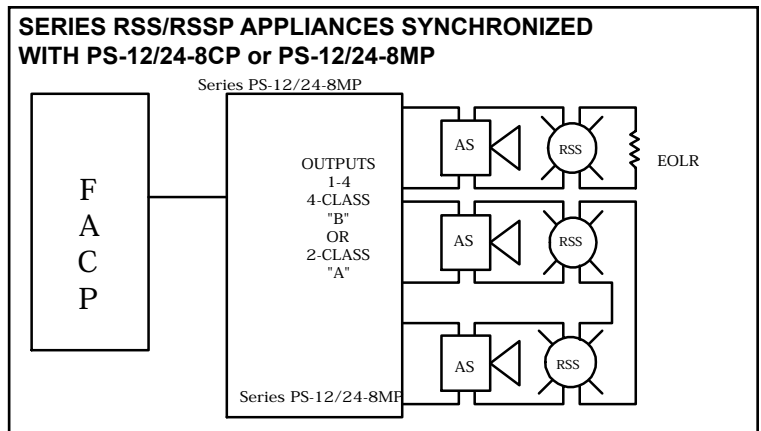 SERIES RSS/RSSP APPLIANCES SYNCHRONIZED
WITH PS-12/24-8CP or PS-12/24-8MP
Series PS-12/24-8MP
F
A
C
P
OUTPUTS
1-4
4-CLASS
"B"
OR
2-CLASS
"A"
Series PS-12/24-8MP
AS
RSS
EOLR
AS
RSS
AS
RSS